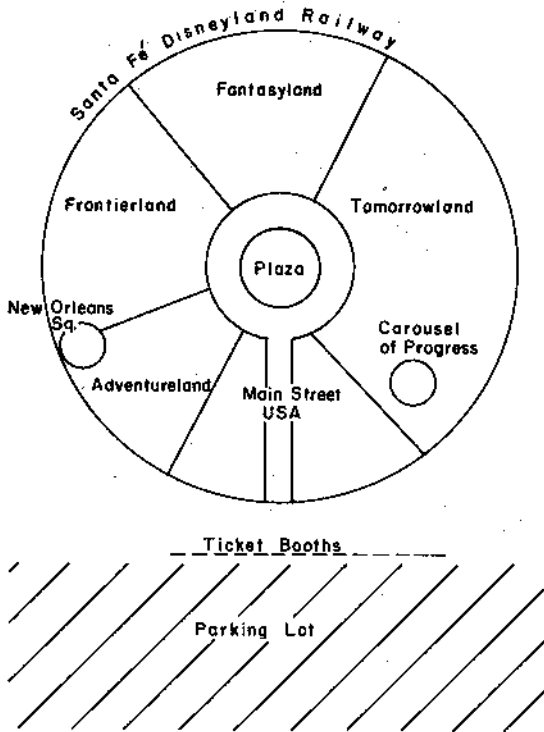 Santa Fé Disneyland Railway
Fantasyland
Frontierland
Tomorrowland
Plaza
New Orleans
Sq.
Carousel
of Progress
Adventureland
Main Street
USA
Ticket Booths
Parking Lot